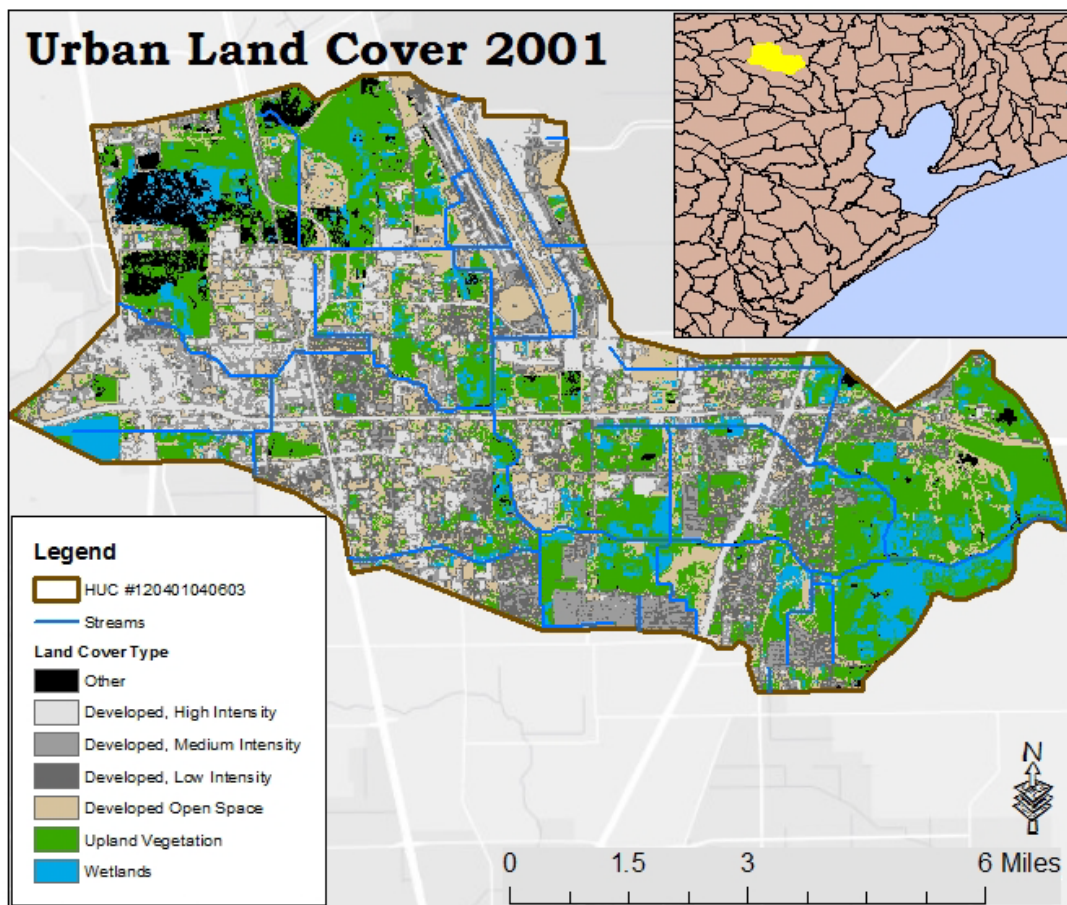 Urban Land Cover 2001
Legend
HUC #120401040603
Streams
Land Cover Type
Other
Developed, High Intensity
Developed, Medium Intensity
Developed, Low Intensity
Developed Open Space
Upland Vegetation
Wetlands
N
0 1.5 3 6 Miles